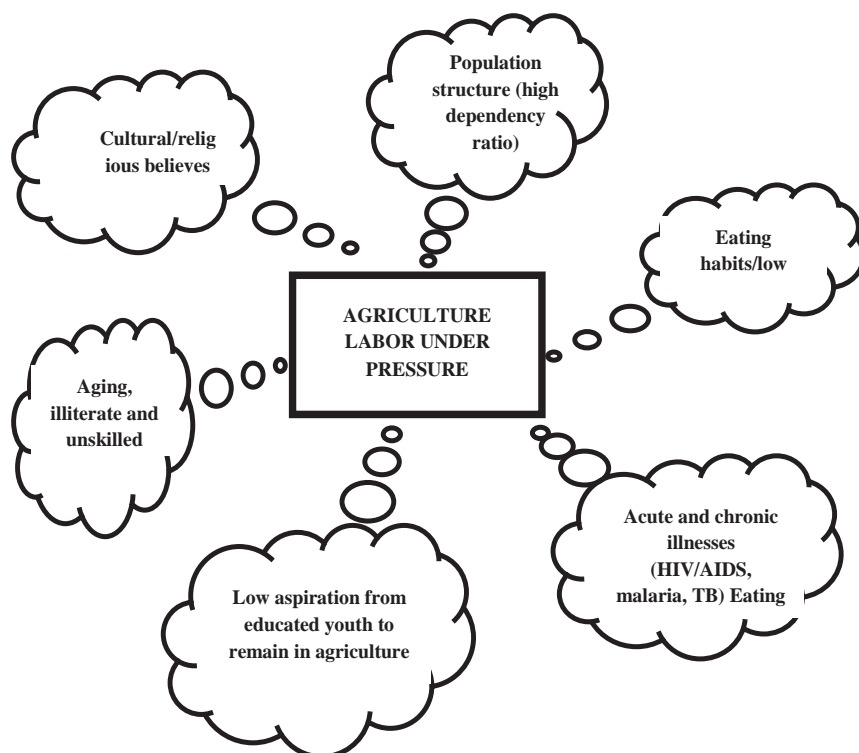 Population
structure (high
dependency
ratio)
Cultural/relig
ious believes
Eating
habits/low
AGRICULTURE
LABOR UNDER
PRESSURE
Aging,
illiterate and
unskilled
Acute and chronic
illnesses
(HIV/AIDS,
malaria, TB) Eating
Low aspiration from
educated youth to
remain in agriculture